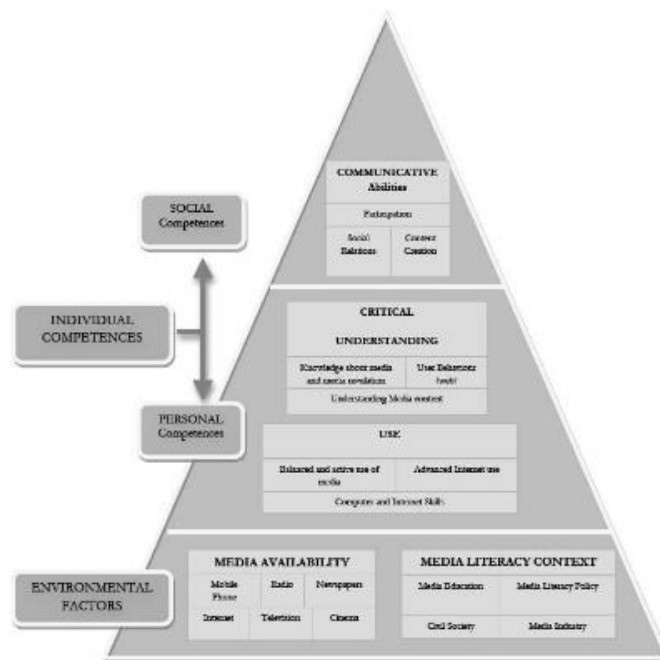 COMMUNICATIVE
Abilities
SOCIAL
Competences
Participation
Social
Relations
Content
Creation
INDIVIDUAL
COMPETENCES
CRITICAL
UNDERSTANDING
Knowledge about media
and media
User Behaviours
Understanding Media content
PERSONAL
Competences
USE
Balanced and active use of
media
Advanced Internet use
Computer and Internet Skills
ENVIRONMENTAL
FACTORS
MEDIA AVAILABILITY
Mobile
Phone
Radio
Newspapers
Internet
Television
Cinema
MEDIA LITERACY CONTEXT
Media Education
Media Literacy Policy
Civil Society
Media Industry